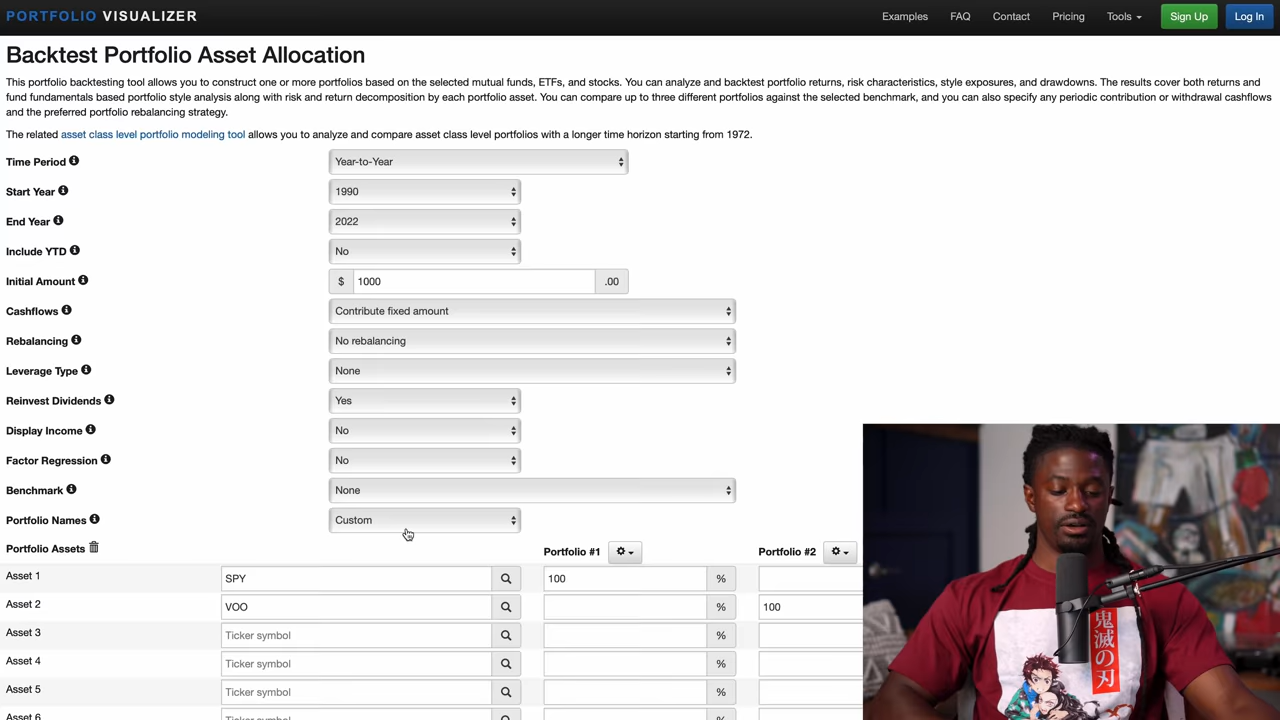 PORTFOLIO VISUALIZER
Examples FAQ Contact Pricing Tools Sign Up Log In
Backtest Portfolio Asset Allocation
This portfolio backtesting tool allows you to construct one or more portfolios based on the selected mutual funds, ETFs, and stocks. You can analyze and backtest portfolio returns, risk characteristics, style exposures, and drawdowns. The results cover both returns and
fund fundamentals based portfolio style analysis along with risk and return decomposition by each portfolio asset. You can compare up to three different portfolios against the selected benchmark, and you can also specify any periodic contribution or withdrawal cashflows
and the preferred portfolio rebalancing strategy.
The related asset class level portfolio modeling tool allows you to analyze and compare asset class level portfolios with a longer time horizon starting from 1972.
Time Period Year-to-Year
Start Year 1990
End Year 2022
Include YTD No
Initial Amount $ 1000 .00
Cashflows Contribute fixed amount
Rebalancing No rebalancing
Leverage Type None
Reinvest Dividends Yes
Display Income No
Factor Regression No
Benchmark None
Portfolio Names Custom
Portfolio Assets Portfolio #1 Portfolio #2
Asset 1 SPY 100 %
Asset 2 VOO % 100
Asset 3 Ticker symbol %
Asset 4 Ticker symbol %
Asset 5 Ticker symbol %
Asset 6 Ticker symbol %
鬼滅の刃